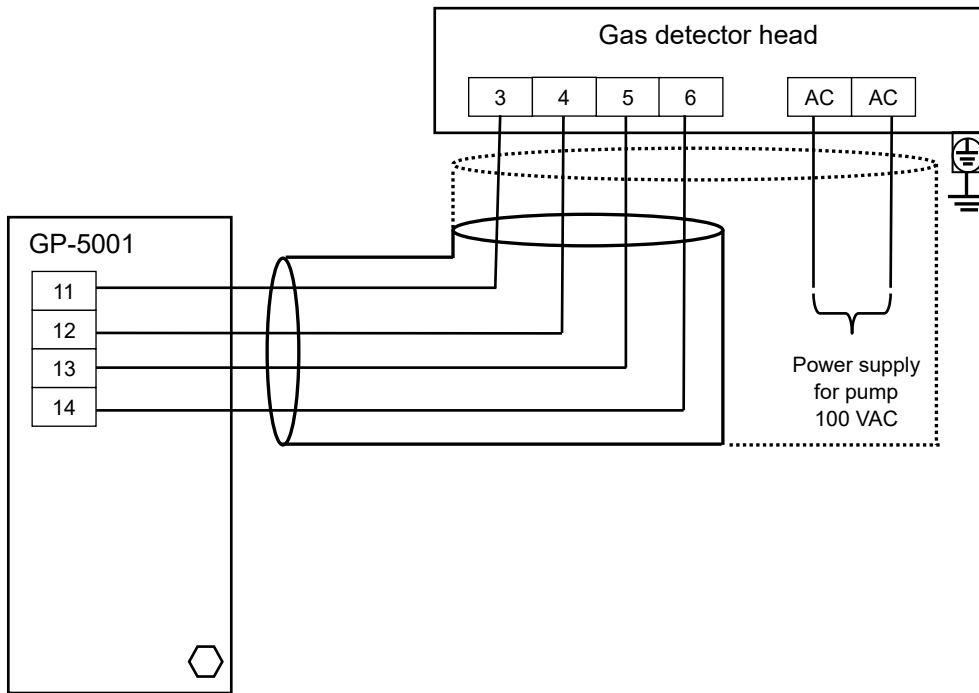 Gas detector head
3 4 5 6 AC AC
GP-5001
11
12
13
14
Power supply
for pump
100 VAC